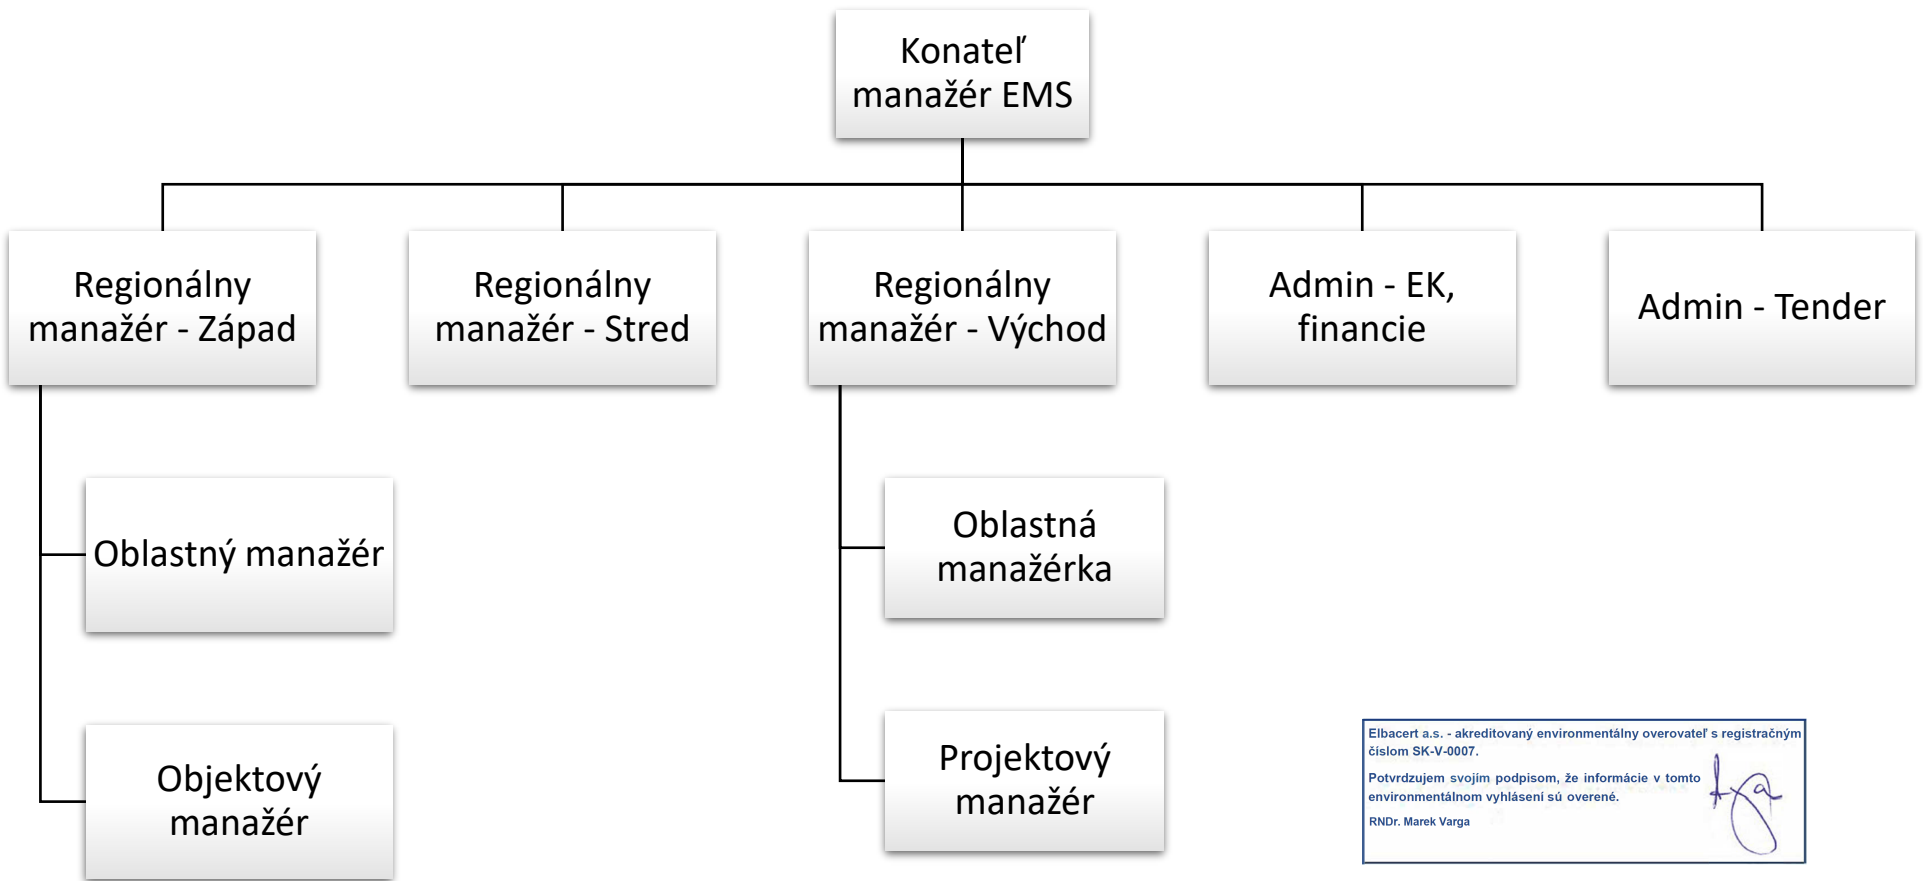 Konateľ
manažér EMS
Regionálny
manažér - Západ
Regionálny
manažér - Stred
Regionálny
manažér - Východ
Admin - EK,
financie
Admin - Tender
Oblastný manažér
Objektový
manažér
Oblastná
manažérka
Projektový
manažér
Elbacert a.s. - akreditovaný environmentálny overovateľ s registračným
číslom SK-V-0007.
Potvrdzujem svojím podpisom, že informácie v tomto
environmentálnom vyhlásení sú overené.
RNDr. Marek Varga